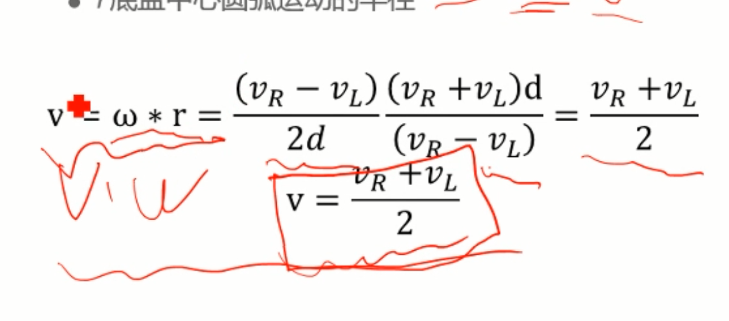 • r底盘中心圆弧运动的半径
v = ω * r = \frac{(v_R − v_L)}{2d} \frac{(v_R + v_L)d}{(v_R − v_L)} = \frac{v_R + v_L}{2}
v = \frac{v_R + v_L}{2}
V, W